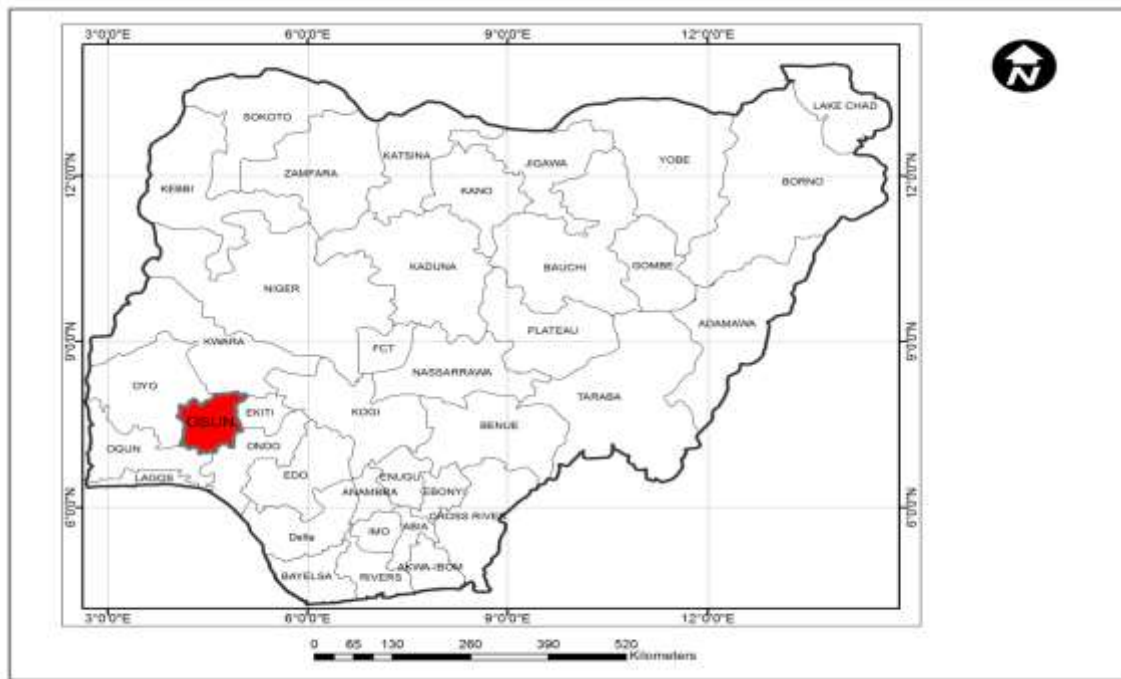 3°0'0"E 6°0'0"E 9°0'0"E 12°0'0"E
N
LAKE CHAD
SOKOTO
KATSINA
JIGAWA
YOBE
ZAMFARA
KEBBI
KANO
BORNO
12°0'0"N
12°0'0"N
KADUNA
BAUCHI
GOMBE
NIGER
ADAMAWA
PLATEAU
KWARA
FCT
9°0'0"N
9°0'0"N
NASSARRAWA
OYO
TARABA
KOGI
EKITI
OSUN
BENUE
OGUN
ONDO
EDO
LAGOS
ENUGU
ANAMBRA
EBONY
6°0'0"N
6°0'0"N
CROSS RIVER
IMO
ABIA
Delta
AKWA-IBOM
BAYELSA
RIVERS
3°0'0"E 6°0'0"E 9°0'0"E 12°0'0"E
0 65 130 260 390 520
Kilometers